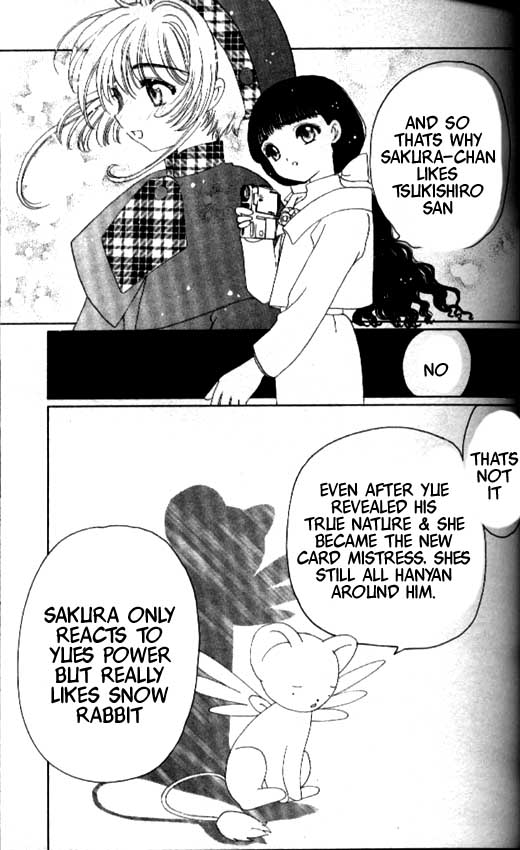 AND SO
THATS WHY
SAKURA-CHAN
LIKES
TSUKISHIRO
SAN
NO
THATS
NOT
IT
EVEN AFTER YUE
REVEALED HIS
TRUE NATURE & SHE
BECAME THE NEW
CARD MISTRESS. SHES
STILL ALL HANYAN
AROUND HIM.
SAKURA ONLY
REACTS TO
YUES POWER
BUT REALLY
LIKES SNOW
RABBIT